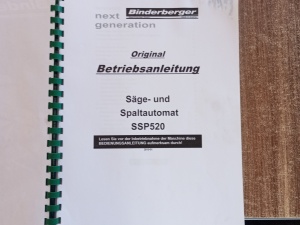 Binderberger
next
generation
Original
Betriebsanleitung
Säge- und
Spaltautomat
SSP520
Lesen Sie vor der Inbetriebnahme der Maschine diese
BEDIENUNGSANLEITUNG aufmerksam durch!